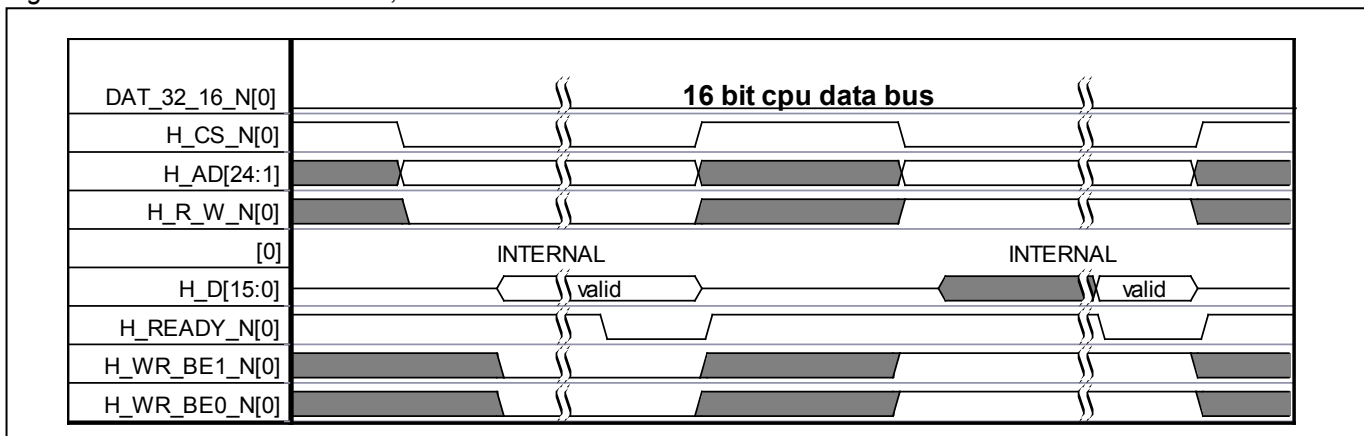 DAT_32_16_N[0] 16 bit cpu data bus
H_CS_N[0]
H_AD[24:1]
H_R_W_N[0]
[0] INTERNAL INTERNAL
H_D[15:0] valid valid
H_READY_N[0]
H_WR_BE1_N[0]
H_WR_BE0_N[0]